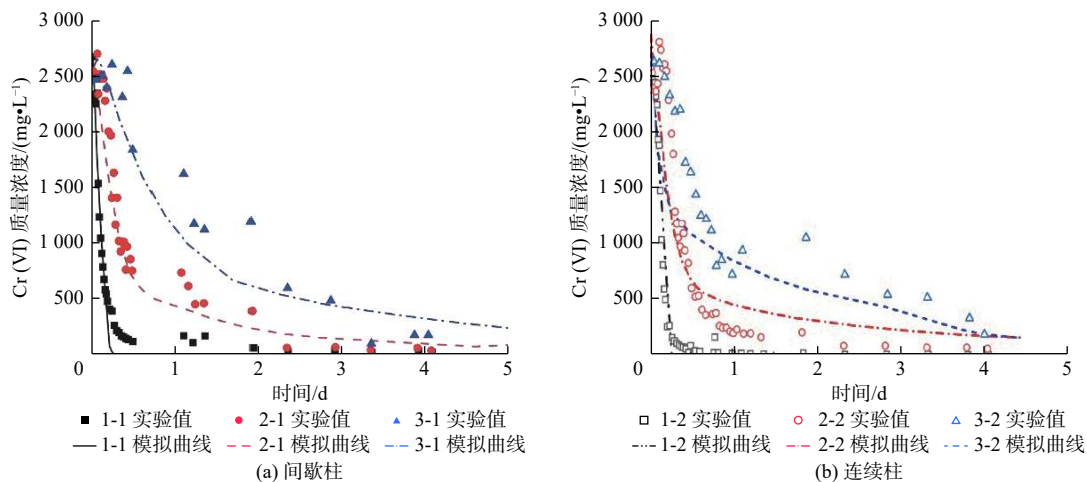 3 000
2 500
2 000
1 500
1 000
500
0
1
2
3
4
5
Cr (VI) 质量浓度/(mg•L⁻¹)
时间/d
1-1 实验值 2-1 实验值 3-1 实验值
1-1 模拟曲线 2-1 模拟曲线 3-1 模拟曲线
(a) 间歇柱
3 000
2 500
2 000
1 500
1 000
500
0
1
2
3
4
5
Cr (VI) 质量浓度/(mg•L⁻¹)
时间/d
1-2 实验值 2-2 实验值 3-2 实验值
1-2 模拟曲线 2-2 模拟曲线 3-2 模拟曲线
(b) 连续柱